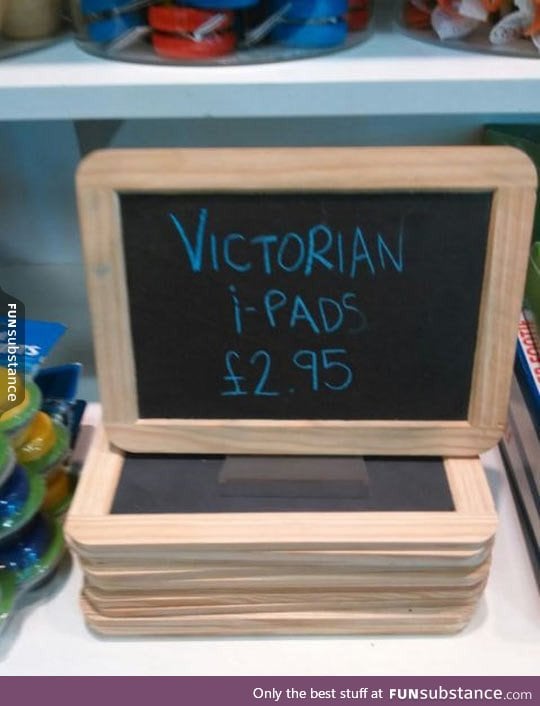 VICTORIAN
i-PADS
£2.95
FUNsubstance
Only the best stuff at FUNsubstance.com